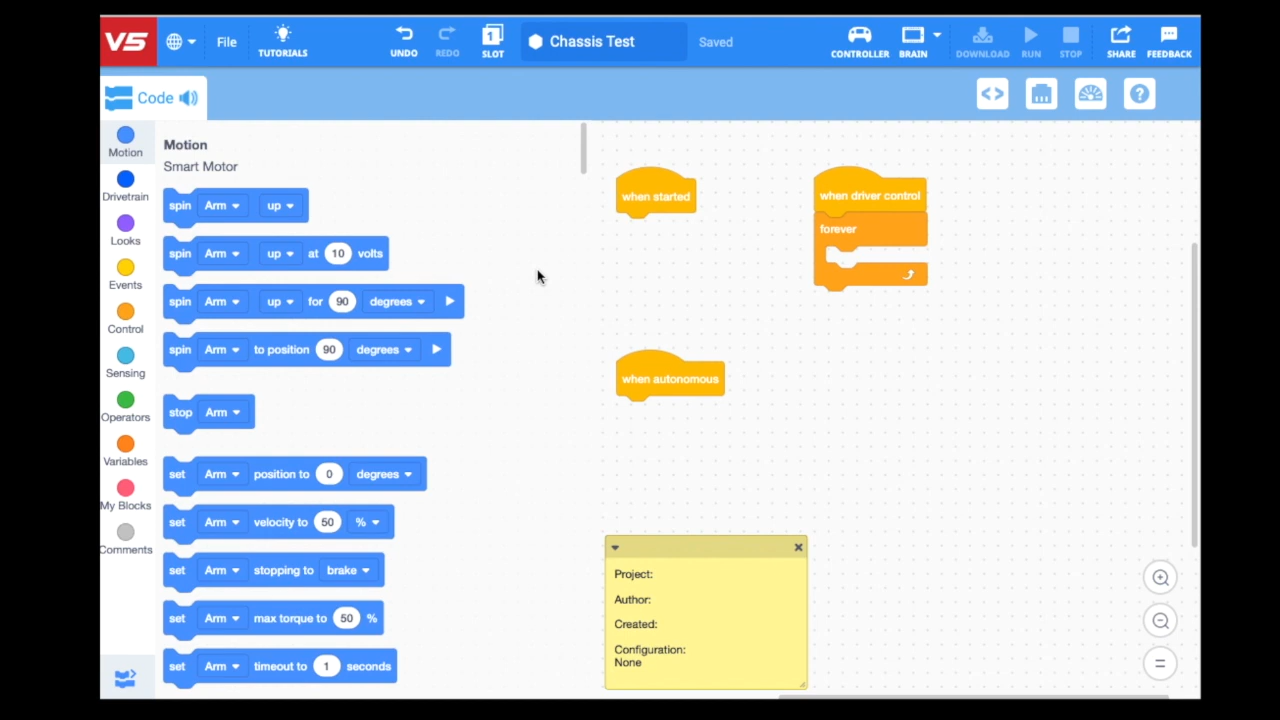 V5
File
TUTORIALS
UNDO
REDO
1
SLOT
Chassis Test
Saved
CONTROLLER
BRAIN
DOWNLOAD
RUN
STOP
SHARE
FEEDBACK
Code
<>
?
Motion
Drivetrain
Looks
Events
Control
Sensing
Operators
Variables
My Blocks
Comments
Motion
Smart Motor
spin Arm up
spin Arm up at 10 volts
spin Arm up for 90 degrees
spin Arm to position 90 degrees
stop Arm
set Arm position to 0 degrees
set Arm velocity to 50 %
set Arm stopping to brake
set Arm max torque to 50 %
set Arm timeout to 1 seconds
when started
when driver control
forever
when autonomous
Project:
Author:
Created:
Configuration:
None